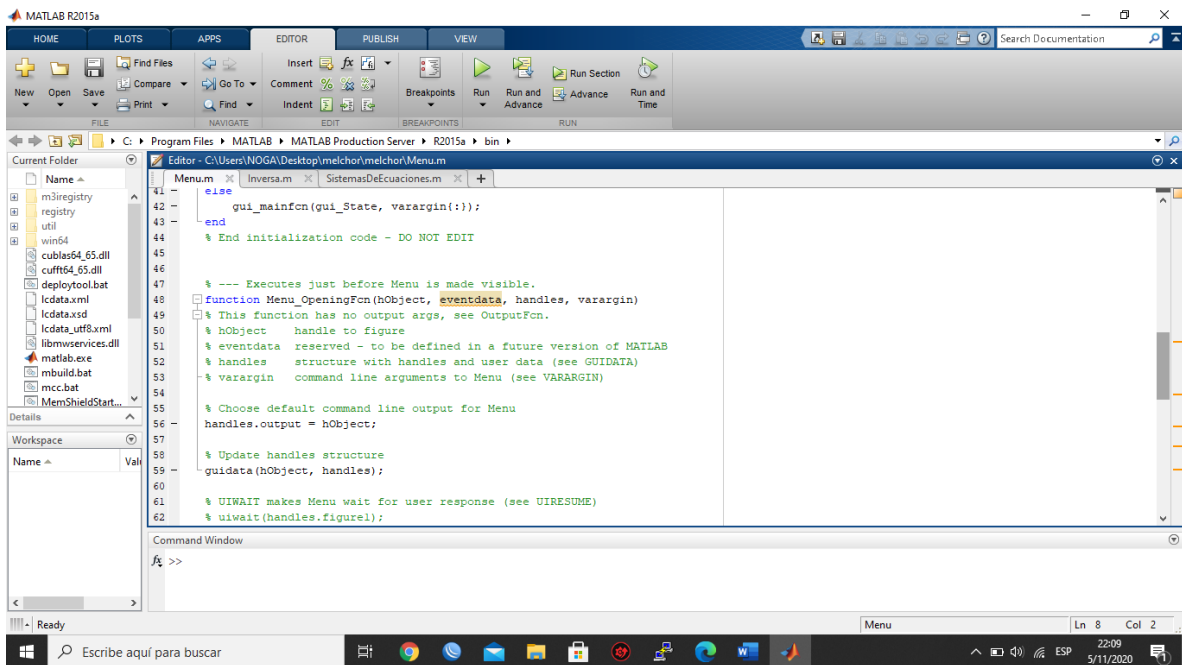 MATLAB R2015a
HOME PLOTS APPS EDITOR PUBLISH VIEW
Search Documentation
New Open Save Find Files Compare Print
FILE
Go To Find
NAVIGATE
Insert fx
Comment
Indent
EDIT
Breakpoints
BREAKPOINTS
Run Run and Advance Run Section Advance Run and Time
RUN
C: Program Files MATLAB MATLAB Production Server R2015a bin
Current Folder
Name
m3iregistry
registry
util
win64
cublas64_65.dll
cufft64_65.dll
deploytool.bat
lcdata.xml
lcdata.xsd
lcdata_utf8.xml
libmwservices.dll
matlab.exe
mbuild.bat
mcc.bat
MemShieldStart...
Details
Workspace
Name Val
Editor - C:\Users\NOGA\Desktop\melchor\melchor\Menu.m
Menu.m Inversa.m SistemasDeEcuaciones.m +
41 – else
42 – gui_mainfcn(gui_State, varargin{:});
43 – end
44 % End initialization code - DO NOT EDIT
45
46
47 % --- Executes just before Menu is made visible.
48 function Menu_OpeningFcn(hObject, eventdata, handles, varargin)
49 % This function has no output args, see OutputFcn.
50 % hObject handle to figure
51 % eventdata reserved - to be defined in a future version of MATLAB
52 % handles structure with handles and user data (see GUIDATA)
53 % varargin command line arguments to Menu (see VARARGIN)
54
55 % Choose default command line output for Menu
56 – handles.output = hObject;
57
58 % Update handles structure
59 – guidata(hObject, handles);
60
61 % UIWAIT makes Menu wait for user response (see UIRESUME)
62 % uiwait(handles.figure1);
Command Window
fx >>
Ready
Menu Ln 8 Col 2
Escribe aquí para buscar
ESP
22:09
5/11/2020